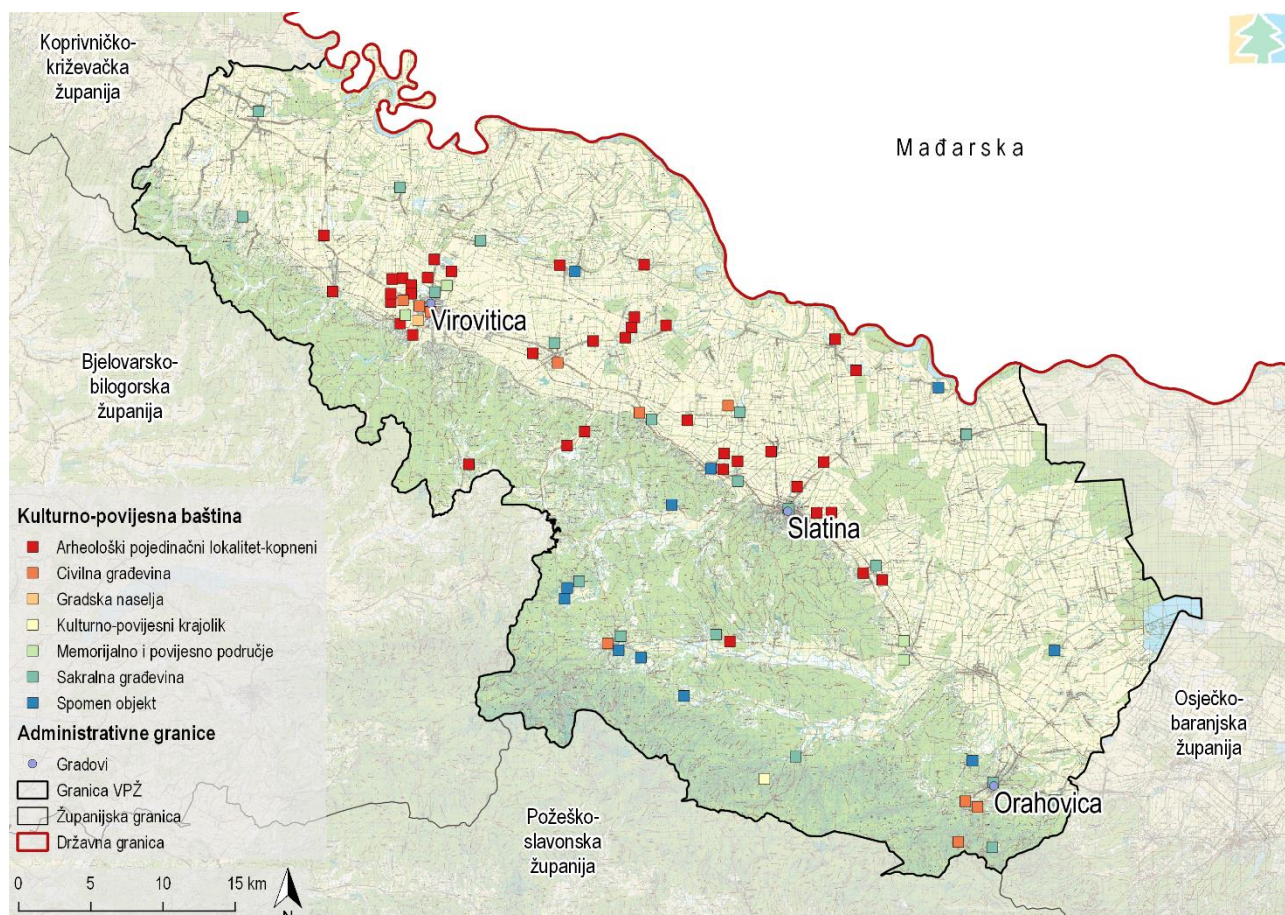 Koprivničko-
križevačka
županija
Mađarska
Virovitica
Bjelovarsko-
bilogorska
županija
Slatina
Kulturno-povijesna baština
Arheološki pojedinačni lokalitet-kopneni
Civilna građevina
Gradska naselja
Kulturno-povijesni krajolik
Memorijalno i povijesno područje
Sakralna građevina
Spomen objekt
Administrativne granice
Gradovi
Granica VPŽ
Županijska granica
Državna granica
0 5 10 15 km
N
Osječko-
baranjska
županija
Orahovica
Požeško-
slavonska
županija